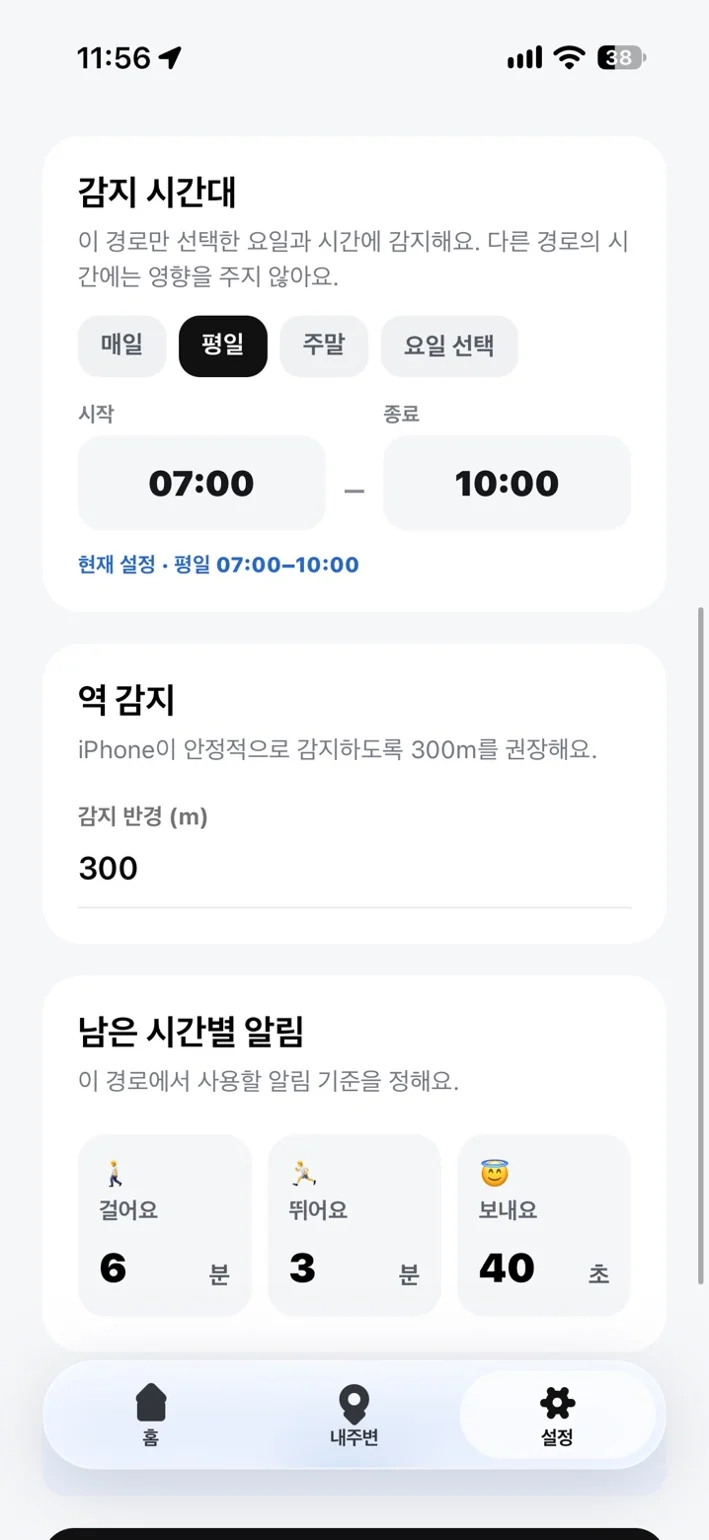 11:56
38
감지 시간대
이 경로만 선택한 요일과 시간에 감지해요. 다른 경로의 시
간에는 영향을 주지 않아요.
매일 평일 주말 요일 선택
시작 종료
07:00 – 10:00
현재 설정 · 평일 07:00–10:00
역 감지
iPhone이 안정적으로 감지하도록 300m를 권장해요.
감지 반경 (m)
300
남은 시간별 알림
이 경로에서 사용할 알림 기준을 정해요.
걸어요 뛰어요 보내요
6 분 3 분 40 초
홈 내주변 설정